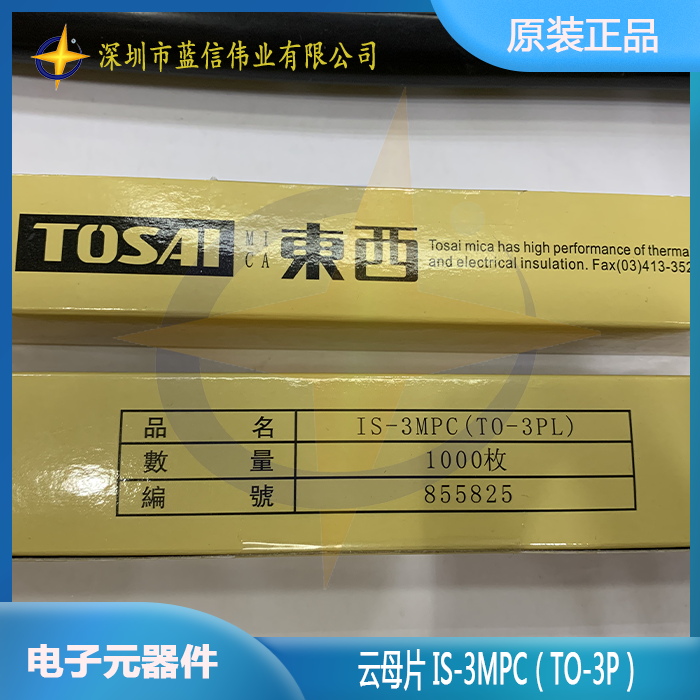 深圳市蓝信伟业有限公司
原装正品
TOSAI MICA 東西
Tosai mica has high performance of therma
and electrical insulation. Fax(03)413-352
品名 IS-3MPC(TO-3PL)
數量 1000枚
編號 855825
电子元器件
云母片 IS-3MPC（TO-3P）